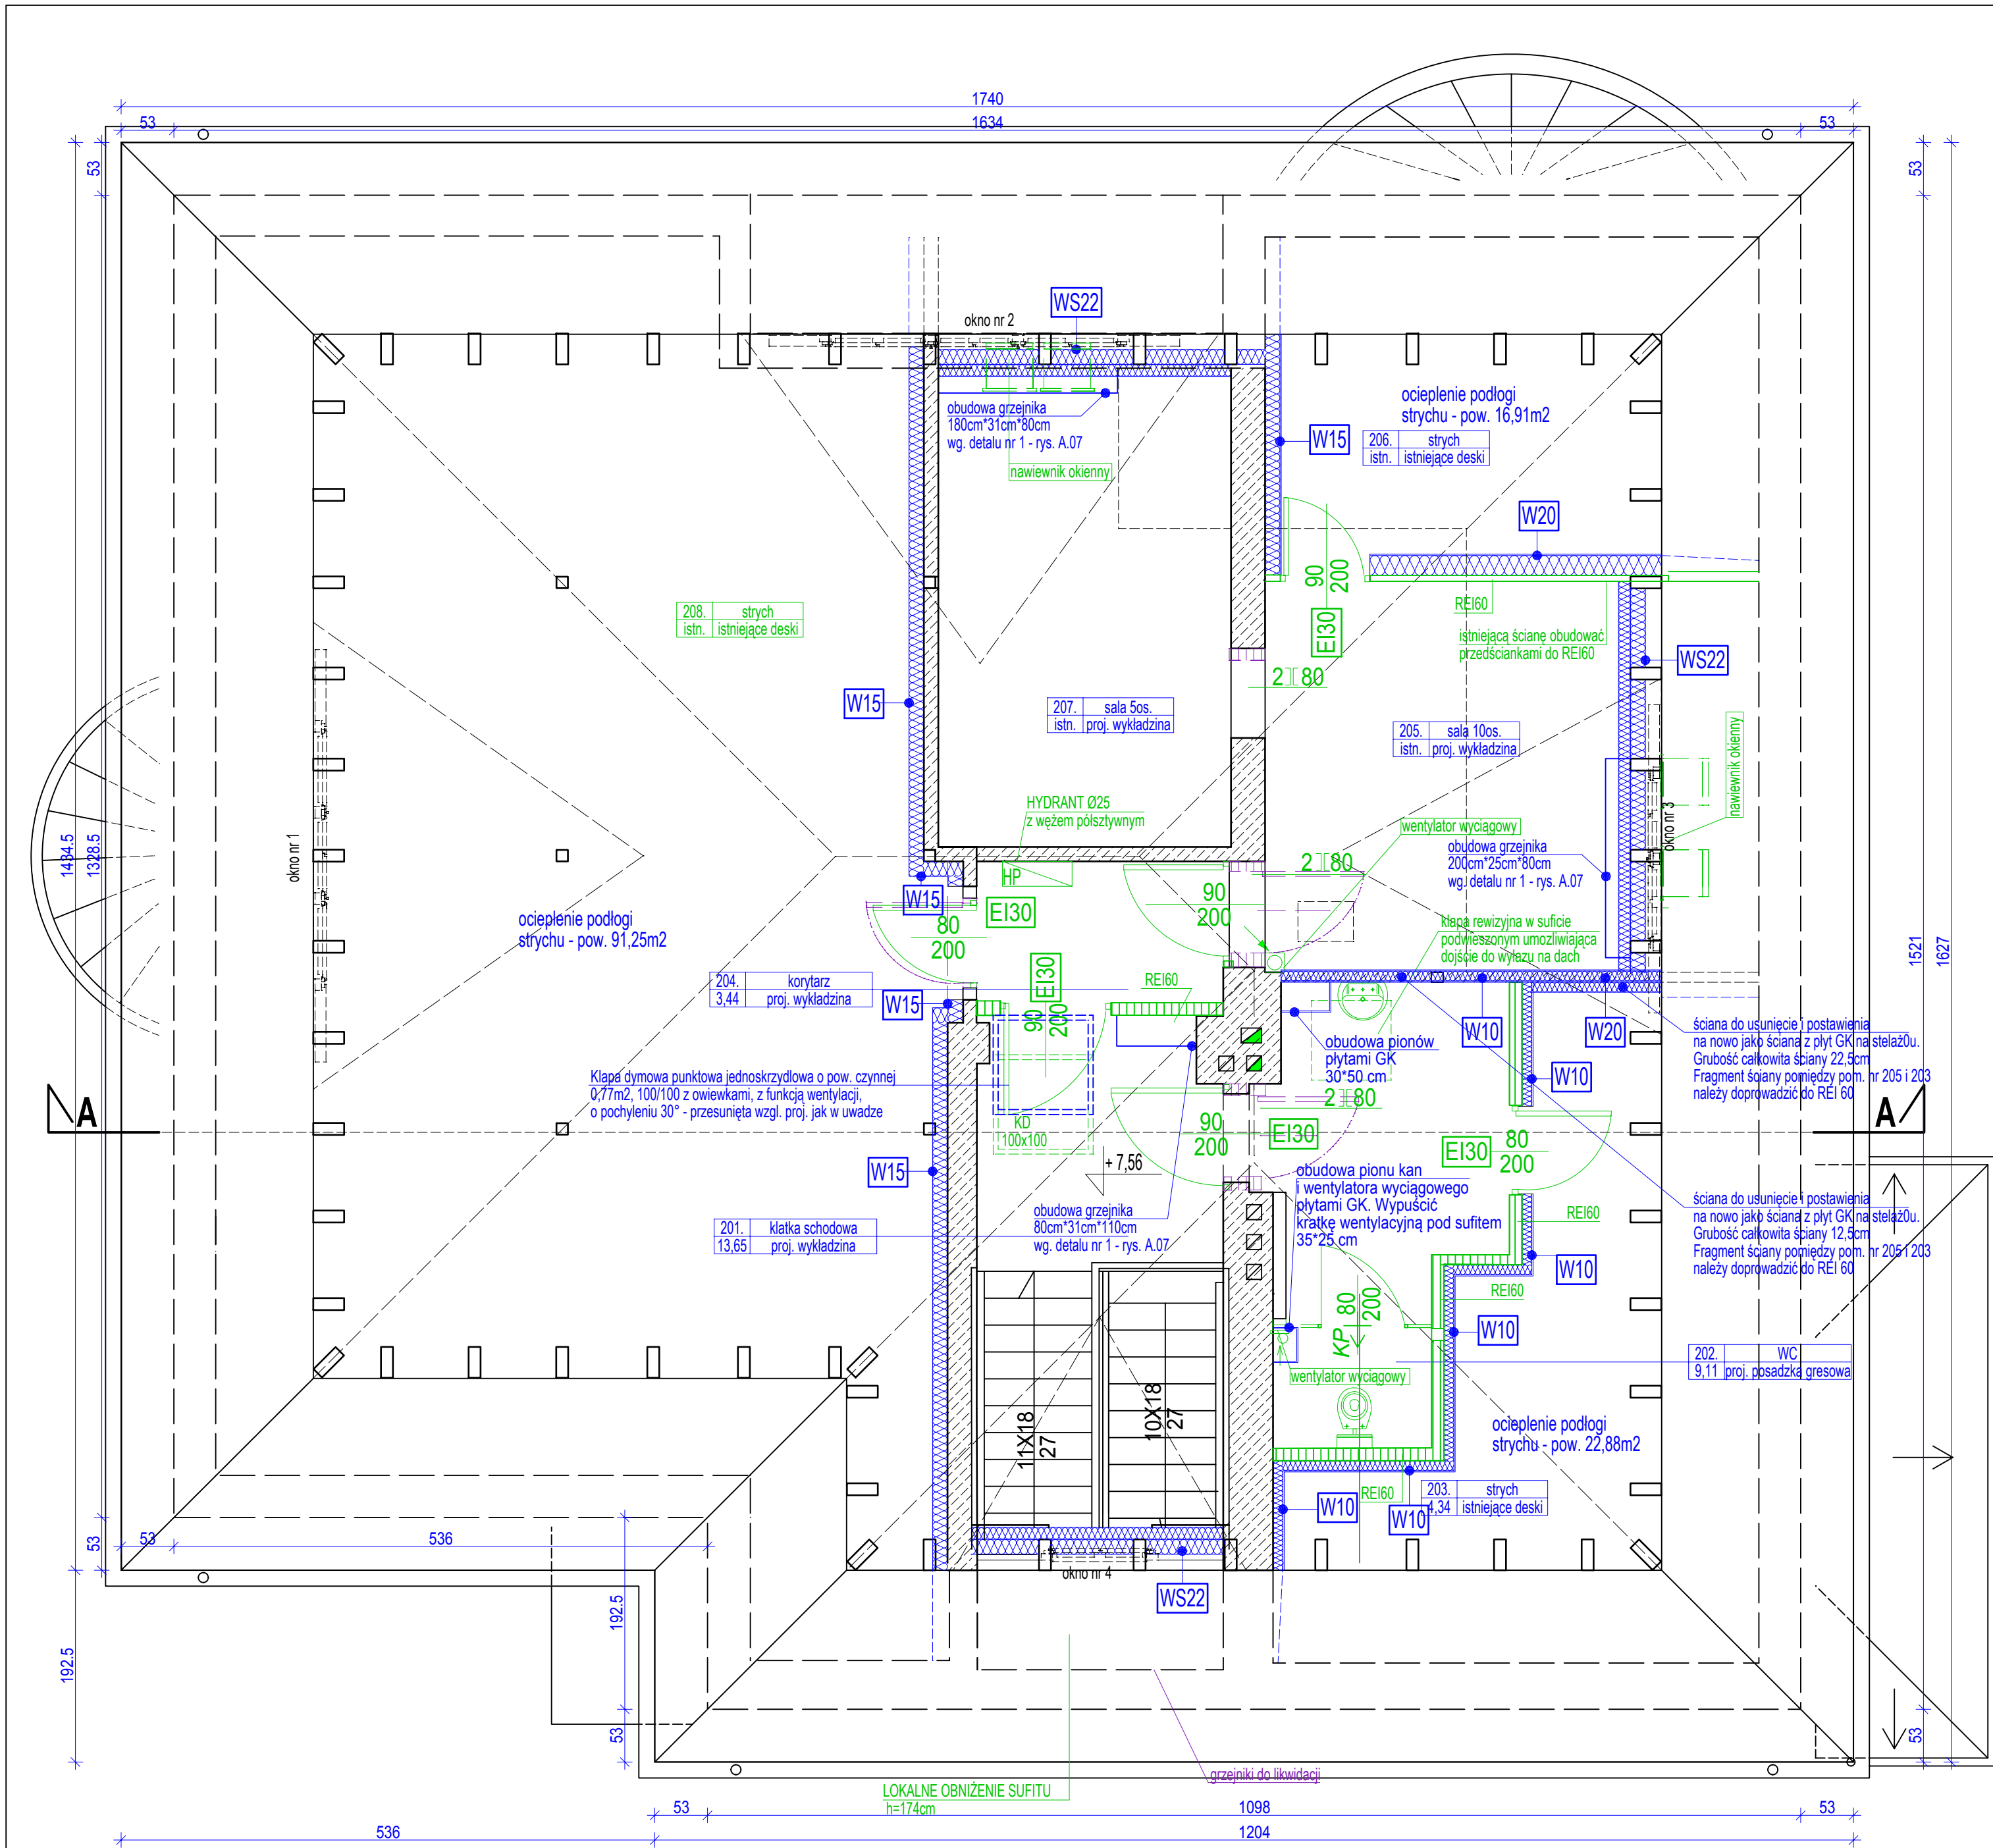 1740
53
1634
53
53
53
okno nr 2
WS22
obudowa grzejnika
180cm*31cm*80cm
wg. detalu nr 1 - rys. A.07
nawiewnik okienny
ocieplenie podłogi
strychu - pow. 16,91m2
W15
206. strych
istn. istniejące deski
W20
90
200
EI30
REI60
istniejącą ścianę obudować
przedściankami do REI60
208. strych
istn. istniejące deski
WS22
2 80
W15
207. sala 5os.
istn. proj. wykładzina
205. sala 10os.
istn. proj. wykładzina
nawiewnik okienny
okno nr 3
HYDRANT Ø25
z wężem półsztywnym
wentylator wyciągowy
1434.5
1328.5
okno nr 1
obudowa grzejnika
200cm*25cm*80cm
wg. detalu nr 1 - rys. A.07
2 80
HP
W15
EI30
90
200
80
200
ocieplenie podłogi
strychu - pow. 91,25m2
klapa rewizyjna w suficie
podwieszonym umozliwiająca
dojście do wyłazu na dach
1521
1627
204. korytarz
3,44 proj. wykładzina
EI30
REI60
W15
90
200
W10
W20
ściana do usunięcie i postawienia
na nowo jako ściana z płyt GK na stelaż0u.
Grubość całkowita ściany 22,5cm
Fragment ściany pomiędzy pom. nr 205 i 203
należy doprowadzić do REI 60
obudowa pionów
płytami GK
30*50 cm
W10
Klapa dymowa punktowa jednoskrzydlowa o pow. czynnej
0,77m2, 100/100 z owiewkami, z funkcją wentylacji,
o pochyleniu 30° - przesunięta wzgl. proj. jak w uwadze
2 80
A
A
KD
100x100
90
200
EI30
EI30
80
200
+ 7,56
W15
obudowa pionu kan
i wentylatora wyciągowego
płytami GK. Wypuścić
kratkę wentylacyjną pod sufitem
35*25 cm
ściana do usunięcie i postawienia
na nowo jako ściana z płyt GK na stelaż0u.
Grubość całkowita ściany 12,5cm
Fragment ściany pomiędzy pom. nr 205 i 203
należy doprowadzić do REI 60
obudowa grzejnika
80cm*31cm*110cm
wg. detalu nr 1 - rys. A.07
REI60
201. klatka schodowa
13,65 proj. wykładzina
W10
REI60
80
200
KP
W10
202. WC
9,11 proj. posadzka gresowa
wentylator wyciągowy
11X18
27
10X18
27
ocieplenie podłogi
strychu - pow. 22,88m2
REI60
203. strych
4,34 istniejące deski
W10
W10
53
53
536
okno nr 4
WS22
192.5
192.5
53
53
grzejniki do likwidacji
LOKALNE OBNIŻENIE SUFITU
h=174cm
53
1098
53
536
1204